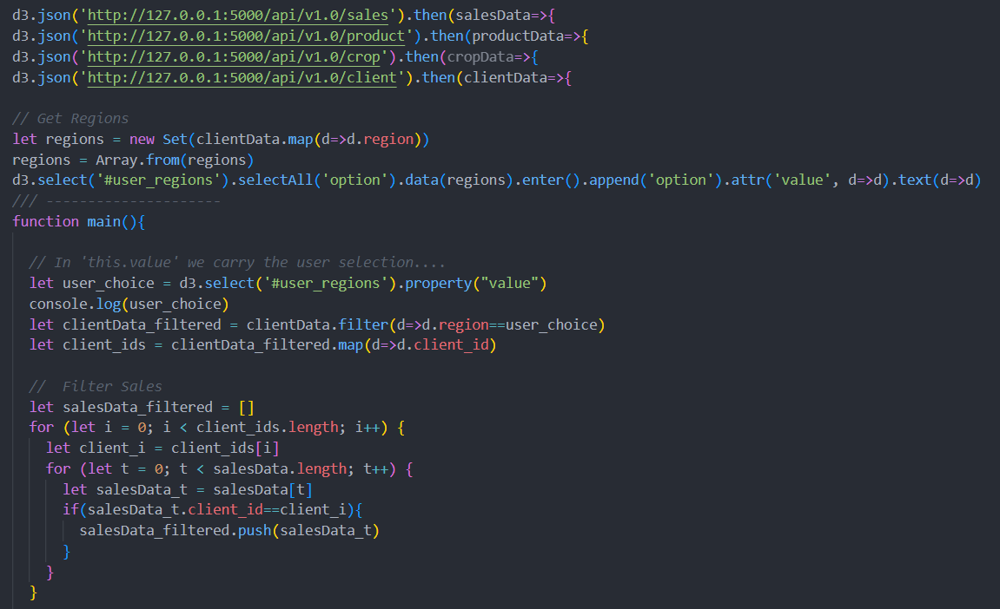 d3.json('http://127.0.0.1:5000/api/v1.0/sales').then(salesData=>{
d3.json('http://127.0.0.1:5000/api/v1.0/product').then(productData=>{
d3.json('http://127.0.0.1:5000/api/v1.0/crop').then(cropData=>{
d3.json('http://127.0.0.1:5000/api/v1.0/client').then(clientData=>{
// Get Regions
let regions = new Set(clientData.map(d=>d.region))
regions = Array.from(regions)
d3.select('#user_regions').selectAll('option').data(regions).enter().append('option').attr('value', d=>d).text(d=>d)
/// ---------------------
function main(){
// In 'this.value' we carry the user selection....
let user_choice = d3.select('#user_regions').property("value")
console.log(user_choice)
let clientData_filtered = clientData.filter(d=>d.region==user_choice)
let client_ids = clientData_filtered.map(d=>d.client_id)
//  Filter Sales
let salesData_filtered = []
for (let i = 0; i < client_ids.length; i++) {
let client_i = client_ids[i]
for (let t = 0; t < salesData.length; t++) {
let salesData_t = salesData[t]
if(salesData_t.client_id==client_i){
salesData_filtered.push(salesData_t)
}
}
}